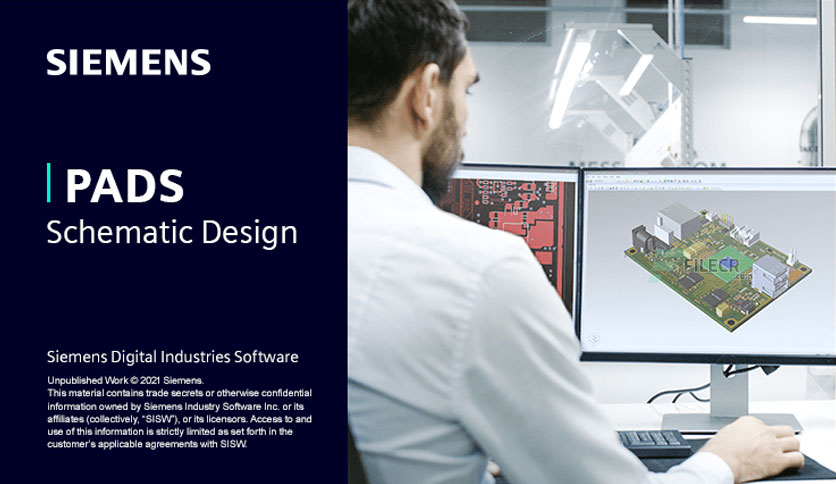 SIEMENS
PADS
Schematic Design
Siemens Digital Industries Software
Unpublished Work © 2021 Siemens.
This material contains trade secrets or otherwise confidential
information owned by Siemens Industry Software Inc. or its
affiliates (collectively, “SISW”), or its licensors. Access to and
use of this information is strictly limited as set forth in the
customer’s applicable agreements with SISW.
FILECR
.com